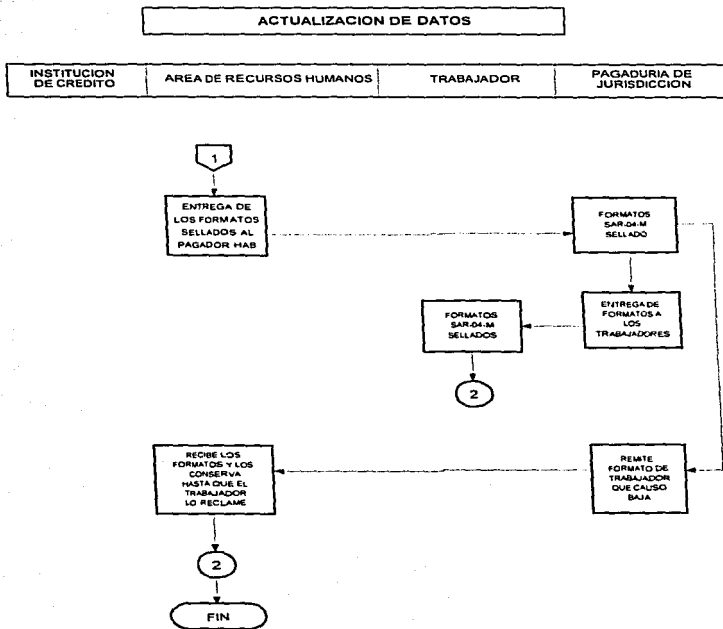 ACTUALIZACION DE DATOS
INSTITUCION
DE CREDITO
AREA DE RECURSOS HUMANOS
TRABAJADOR
PAGADURIA DE
JURISDICCION
1
ENTREGA DE
LOS FORMATOS
SELLADOS AL
PAGADOR HAB
FORMATOS
SAR-04-M
SELLADO
ENTREGA DE
FORMATOS A
LOS
TRABAJADORES
FORMATOS
SAR-04-M
SELLADOS
2
RECIBE LOS
FORMATOS Y LOS
CONSERVA
HASTA QUE EL
TRABAJADOR
LO RECLAME
REMITE
FORMATO DE
TRABAJADOR
QUE CAUSO
BAJA
2
FIN